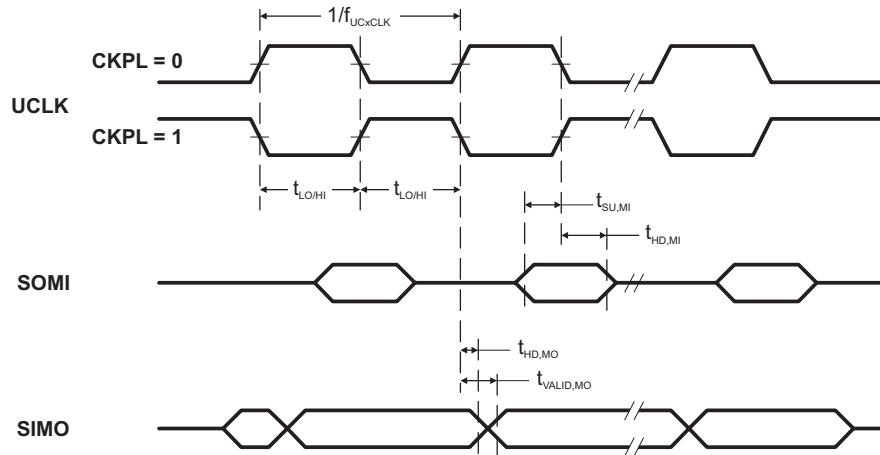 1/fUCxCLK
CKPL = 0
UCLK
CKPL = 1
tLO/HI tLO/HI
tSU,MI
tHD,MI
SOMI
tHD,MO
tVALID,MO
SIMO